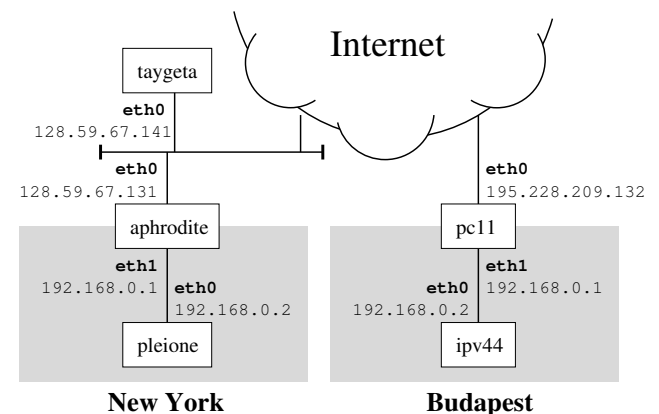 Internet
taygeta
eth0
128.59.67.141
eth0
128.59.67.131
aphrodite
eth1
192.168.0.1
eth0
192.168.0.2
pleione
New York
eth0
195.228.209.132
pc11
eth1
192.168.0.1
eth0
192.168.0.2
ipv44
Budapest